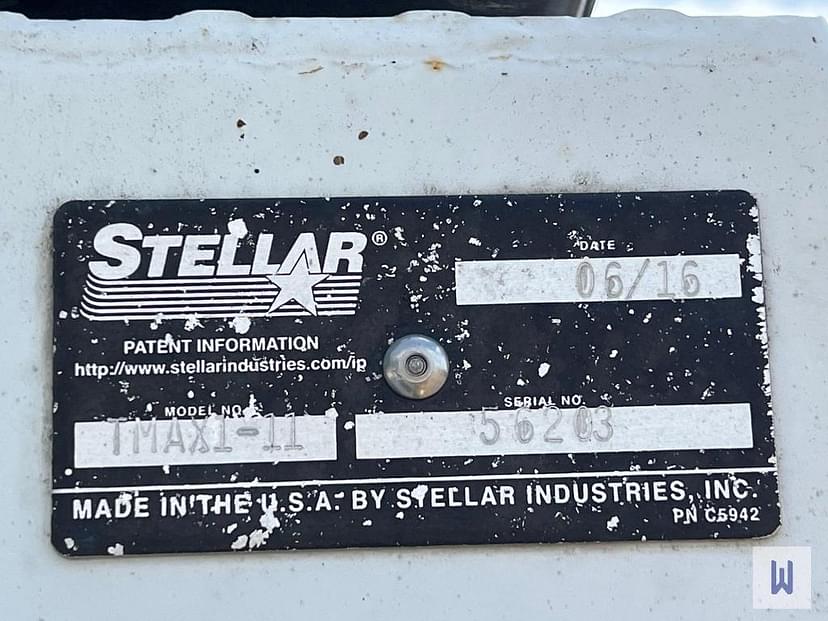 STELLAR®
DATE
06/16
PATENT INFORMATION
http://www.stellarindustries.com/ip
MODEL NO.
TMAX1-11
SERIAL NO.
56203
MADE IN THE U.S.A. BY STELLAR INDUSTRIES, INC.
PN C5942
W